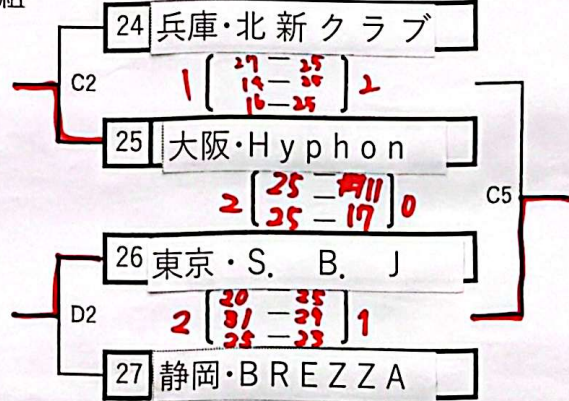 組
24 兵庫・北新クラブ
C2
1 [ 27 - 25
14 - 25
16 - 25 ] 2
25 大阪・Hyphon
2 [ 25 - 11
25 - 17 ] 0
C5
26 東京・S. B. J
D2
2 [ 20 - 25
31 - 29
25 - 23 ] 1
27 静岡・BREZZA